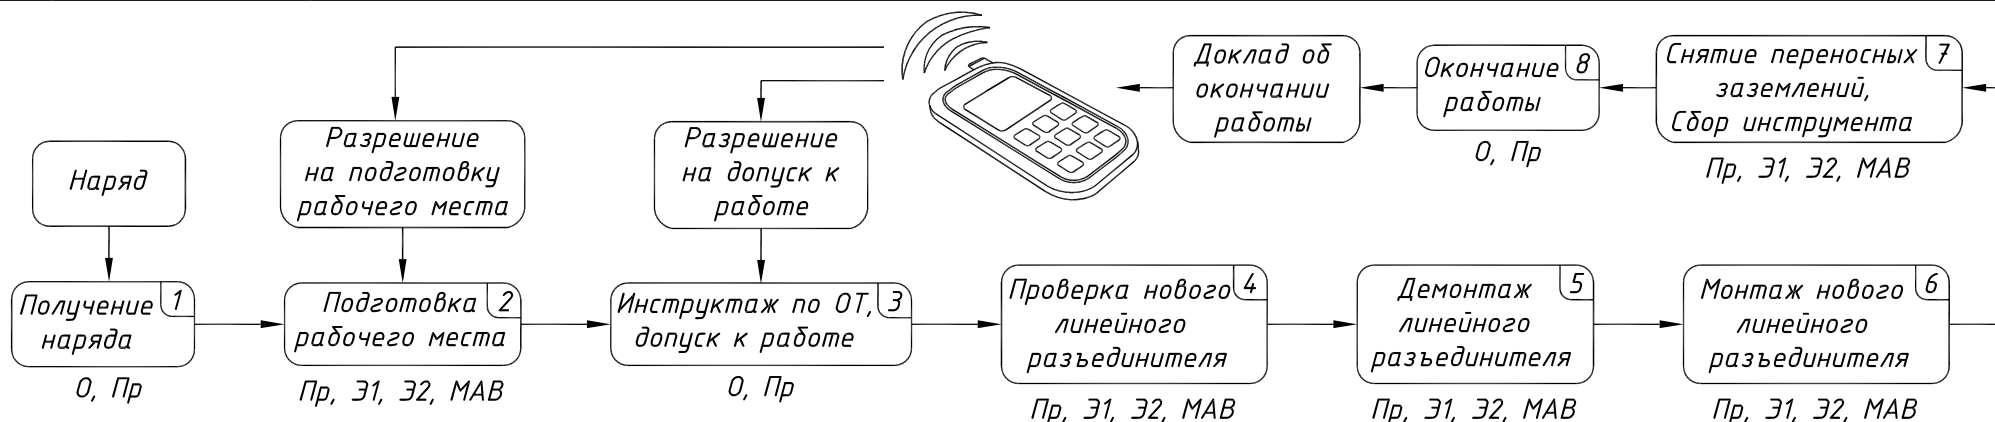 Наряд
Получение 1
наряда
О, Пр
Разрешение
на подготовку
рабочего места
Подготовка 2
рабочего места
Пр, Э1, Э2, МАВ
Разрешение
на допуск к
работе
Инструктаж по ОТ, 3
допуск к работе
О, Пр
Проверка нового 4
линейного
разъединителя
Пр, Э1, Э2, МАВ
Демонтаж 5
линейного
разъединителя
Пр, Э1, Э2, МАВ
Монтаж нового 6
линейного
разъединителя
Пр, Э1, Э2, МАВ
Снятие переносных 7
заземлений,
Сбор инструмента
Пр, Э1, Э2, МАВ
Окончание 8
работы
О, Пр
Доклад об
окончании
работы